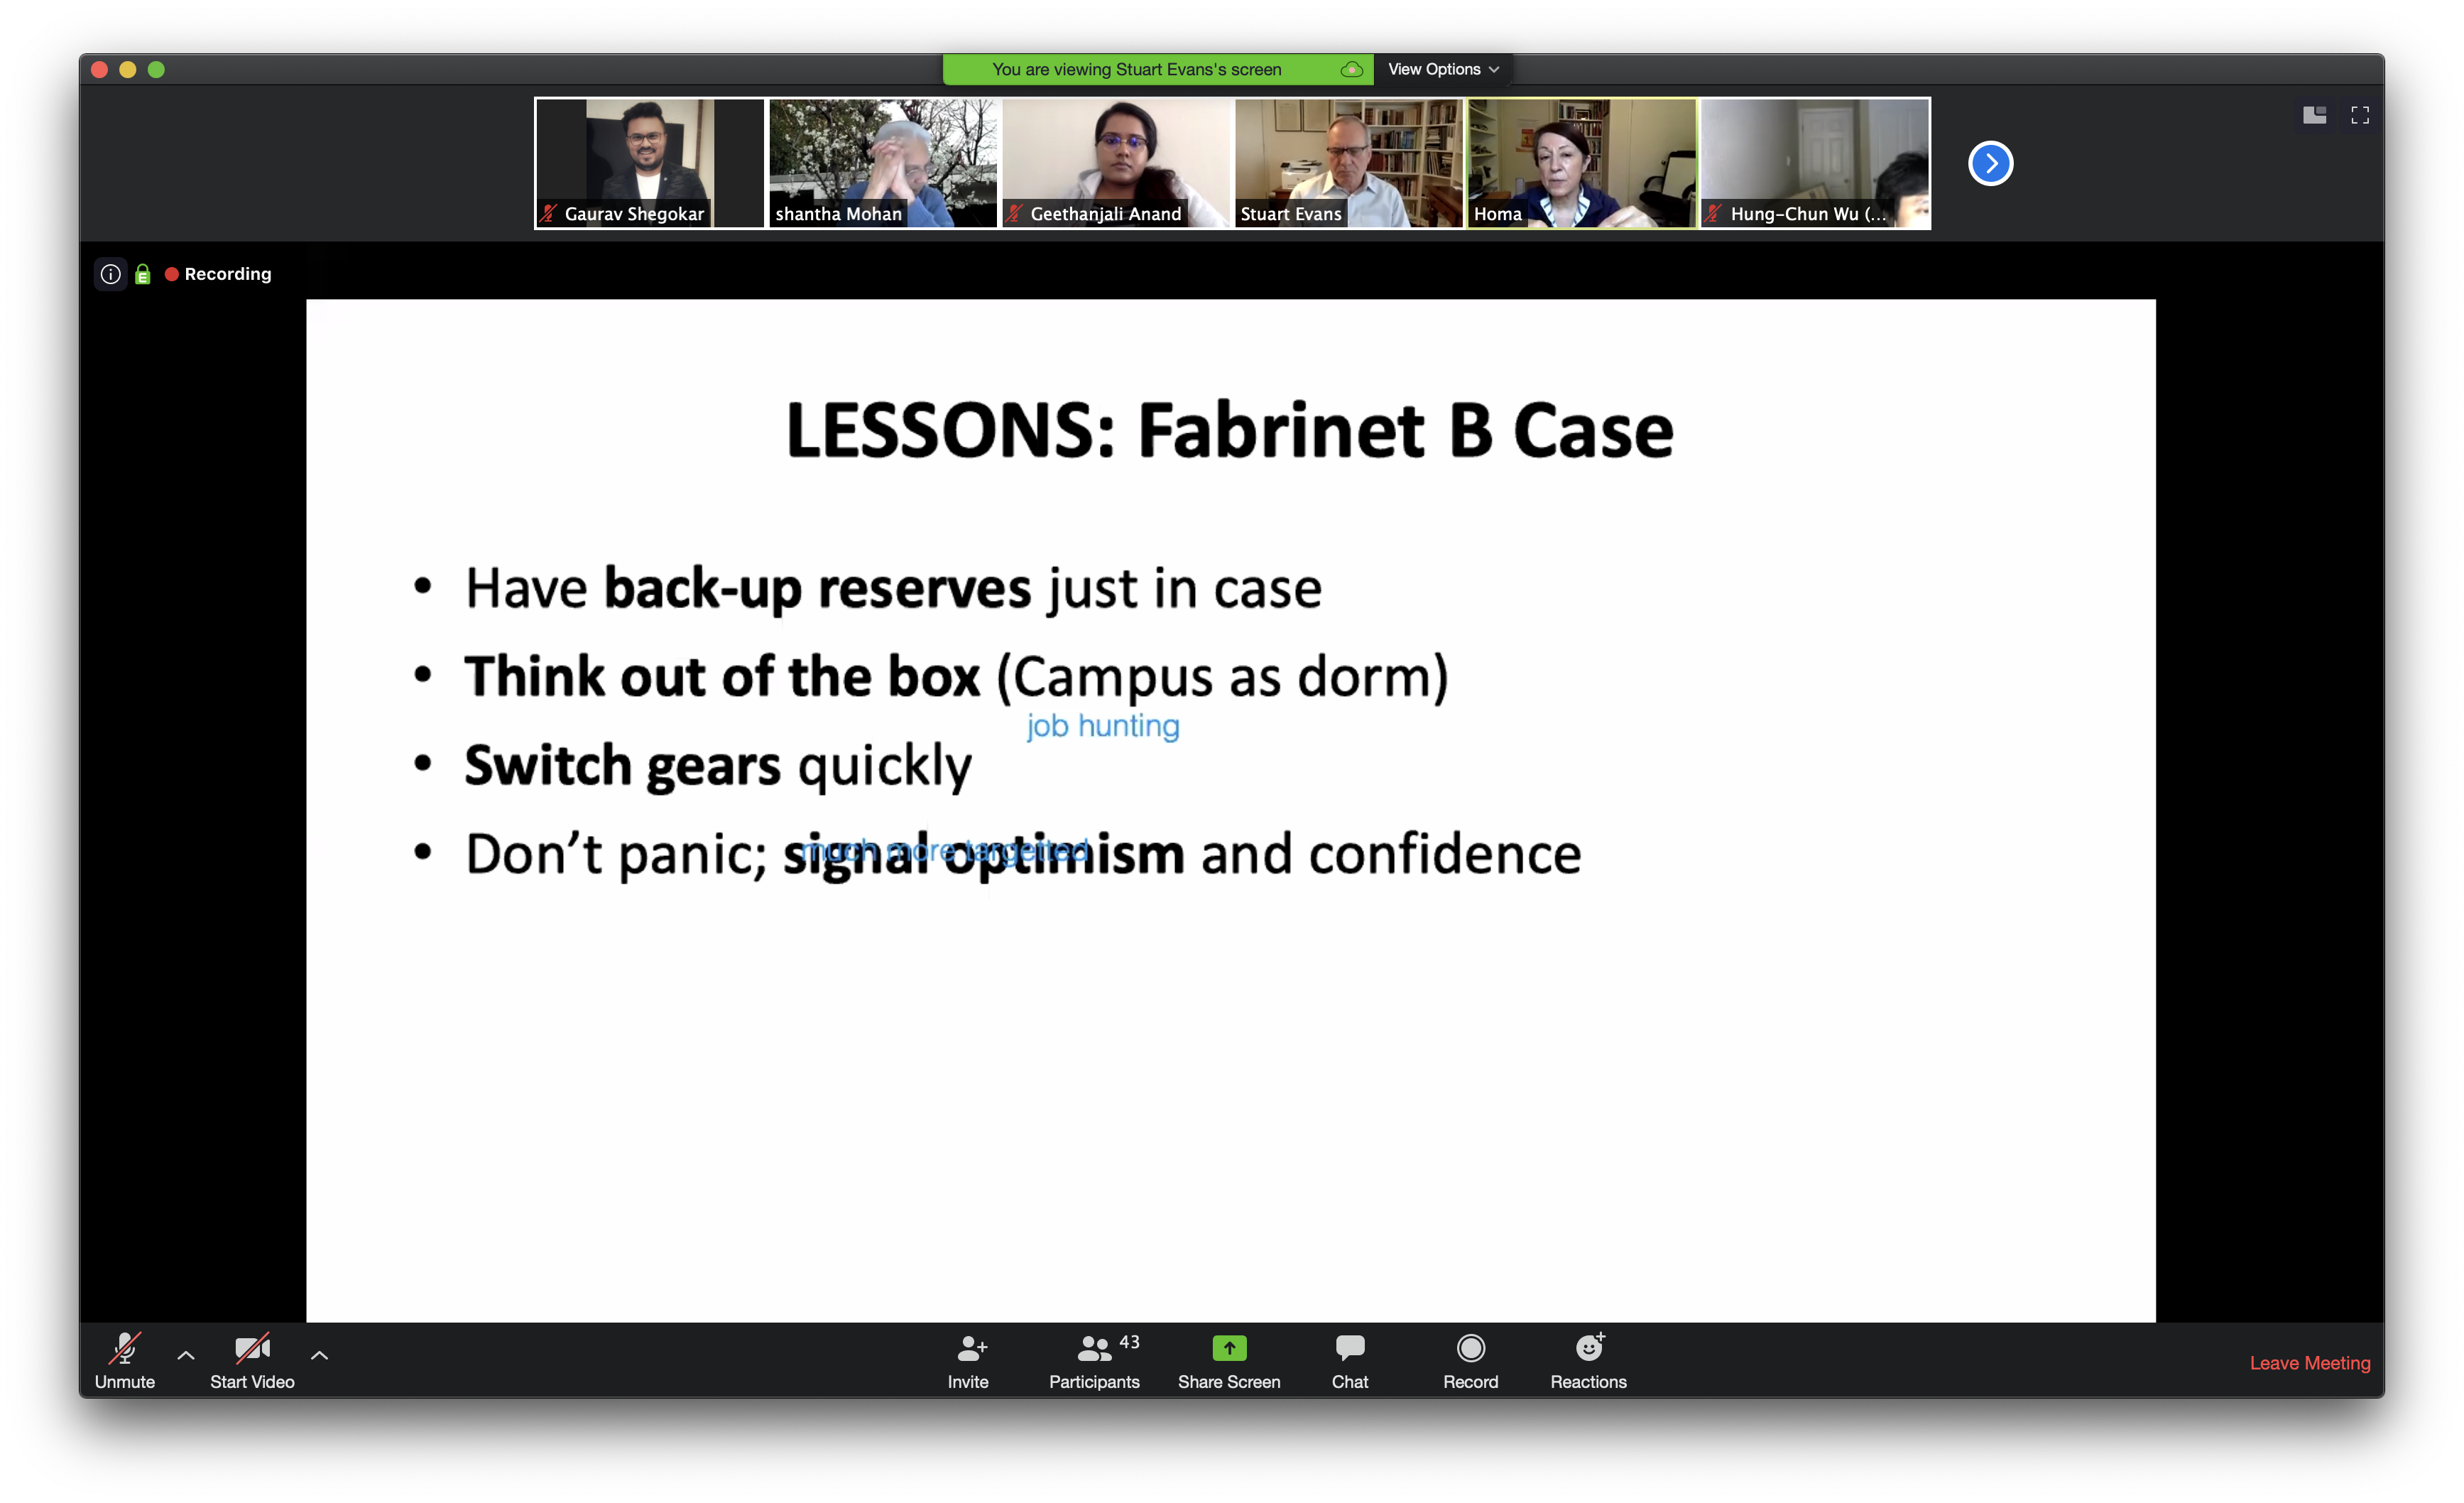 You are viewing Stuart Evans's screen
View Options
Gaurav Shegokar
shantha Mohan
Geethanjali Anand
Stuart Evans
Homa
Hung-Chun Wu (...
Recording
LESSONS: Fabrinet B Case
• Have back-up reserves just in case
• Think out of the box (Campus as dorm)
job hunting
• Switch gears quickly
• Don’t panic; signal optimism and confidence
much more targetted
Unmute
Start Video
Invite
Participants 43
Share Screen
Chat
Record
Reactions
Leave Meeting